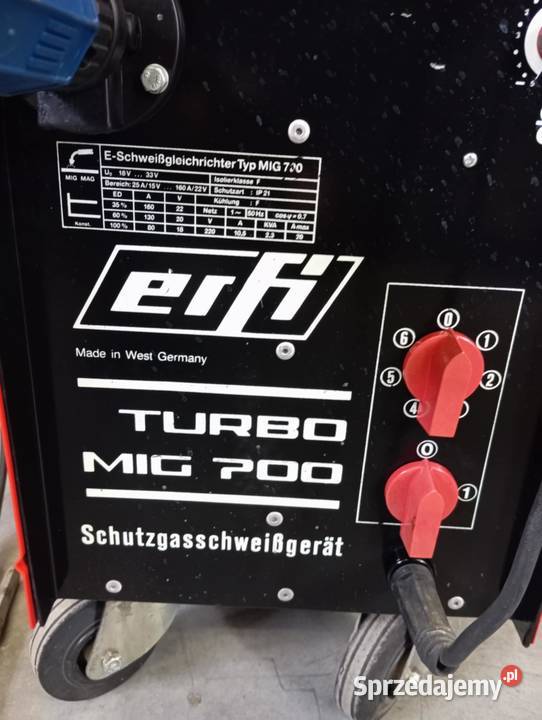 E-Schweißgleichrichter Typ MIG 700
MIG MAG
U₀ 18 V ... 33 V
Isolierklasse F
Bereich: 25 A/15 V ... 160 A/22 V
Schutzart : IP 21
ED A V
Kühlung : F
35 % 160 22
Netz 1~ 50 Hz cos φ = 0.7
60 % 130 20
V A KVA A max
Konst.
100 % 80 18
220 10,5 2.3 20
erfi
Made in West Germany
0
6 1
5 2
4
TURBO
MIG 700
0
1
Schutzgasschweißgerät
Sprzedajemy.pl